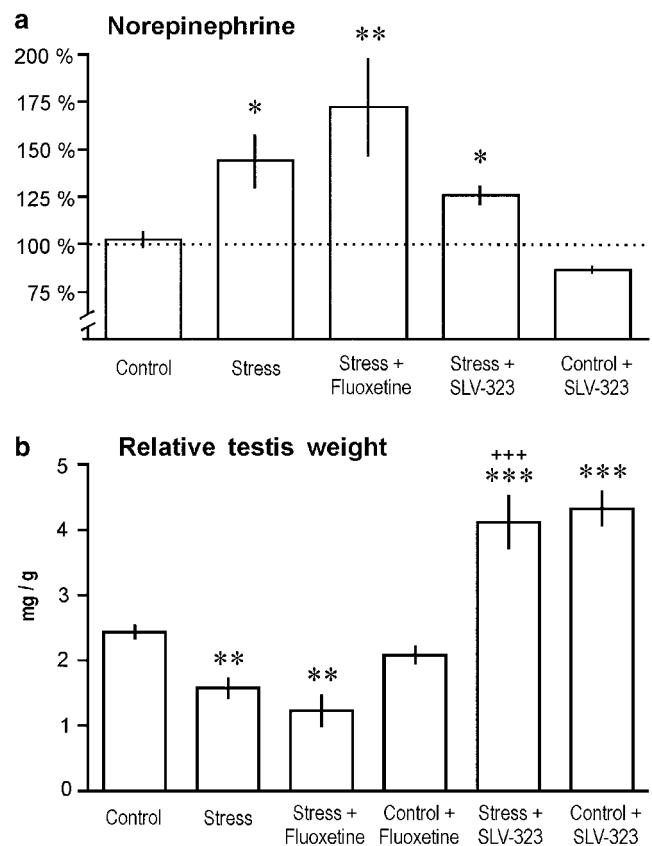 a Norepinephrine
200 %
175 %
150 %
125 %
100 %
75 %
*
**
*
Control
Stress
Stress +
Fluoxetine
Stress +
SLV-323
Control +
SLV-323
b Relative testis weight
mg / g
5
4
3
2
1
0
**
**
+++
***
***
Control
Stress
Stress +
Fluoxetine
Control +
Fluoxetine
Stress +
SLV-323
Control +
SLV-323